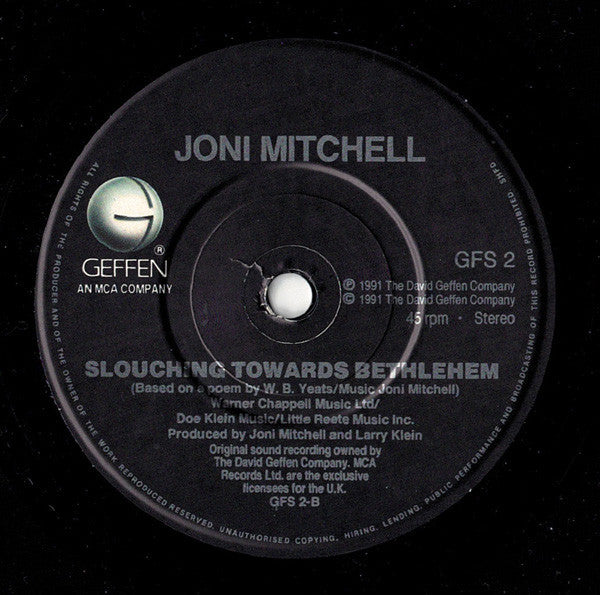 JONI MITCHELL
G
®
GEFFEN
AN MCA COMPANY
GFS 2
℗ 1991 The David Geffen Company
© 1991 The David Geffen Company
45 rpm · Stereo
SLOUCHING TOWARDS BETHLEHEM
(Based on a poem by W. B. Yeats/Music Joni Mitchell)
Warner Chappell Music Ltd/
Doe Klein Music/Little Reete Music Inc.
Produced by Joni Mitchell and Larry Klein
Original sound recording owned by
The David Geffen Company. MCA
Records Ltd. are the exclusive
licensees for the U.K.
GFS 2-B
ALL RIGHTS OF THE PRODUCER AND OF THE OWNER OF THE WORK REPRODUCED RESERVED. UNAUTHORISED COPYING, HIRING, LENDING, PUBLIC PERFORMANCE AND BROADCASTING OF THIS RECORD PROHIBITED. SHFD